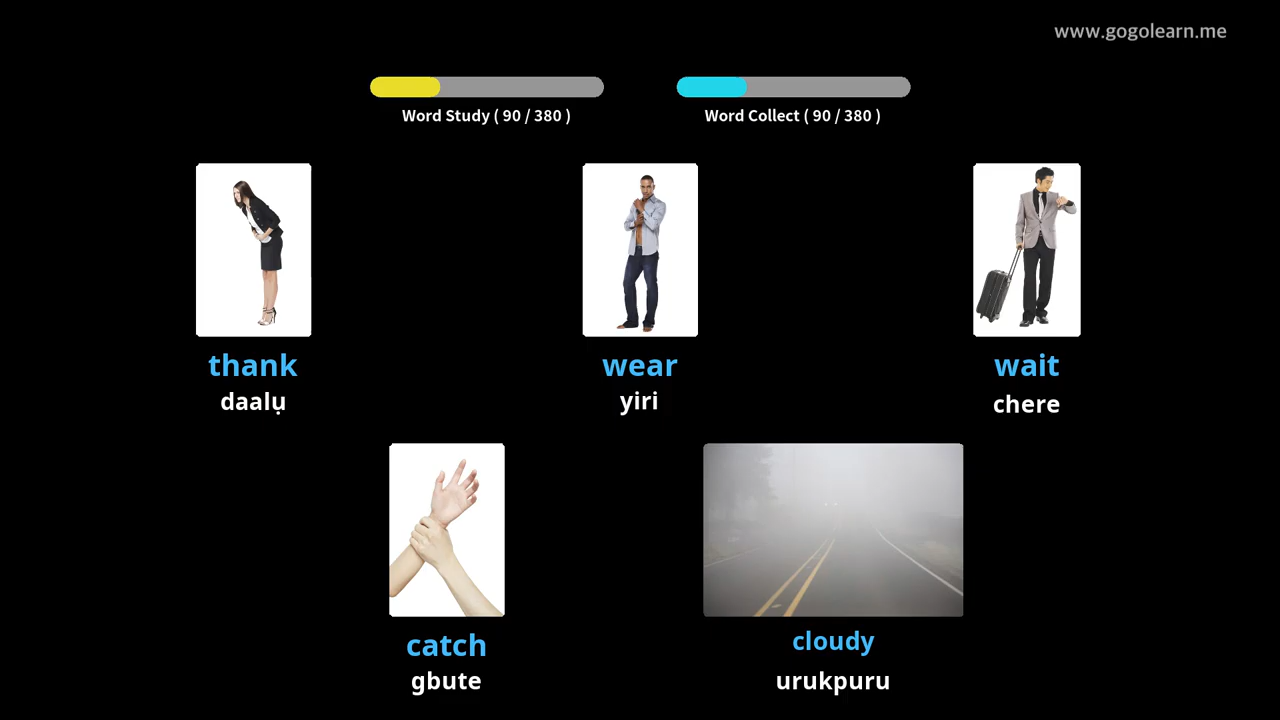 www.gogolearn.me
Word Study ( 90 / 380 )
Word Collect ( 90 / 380 )
thank
daalụ
wear
yiri
wait
chere
catch
gbute
cloudy
urukpuru